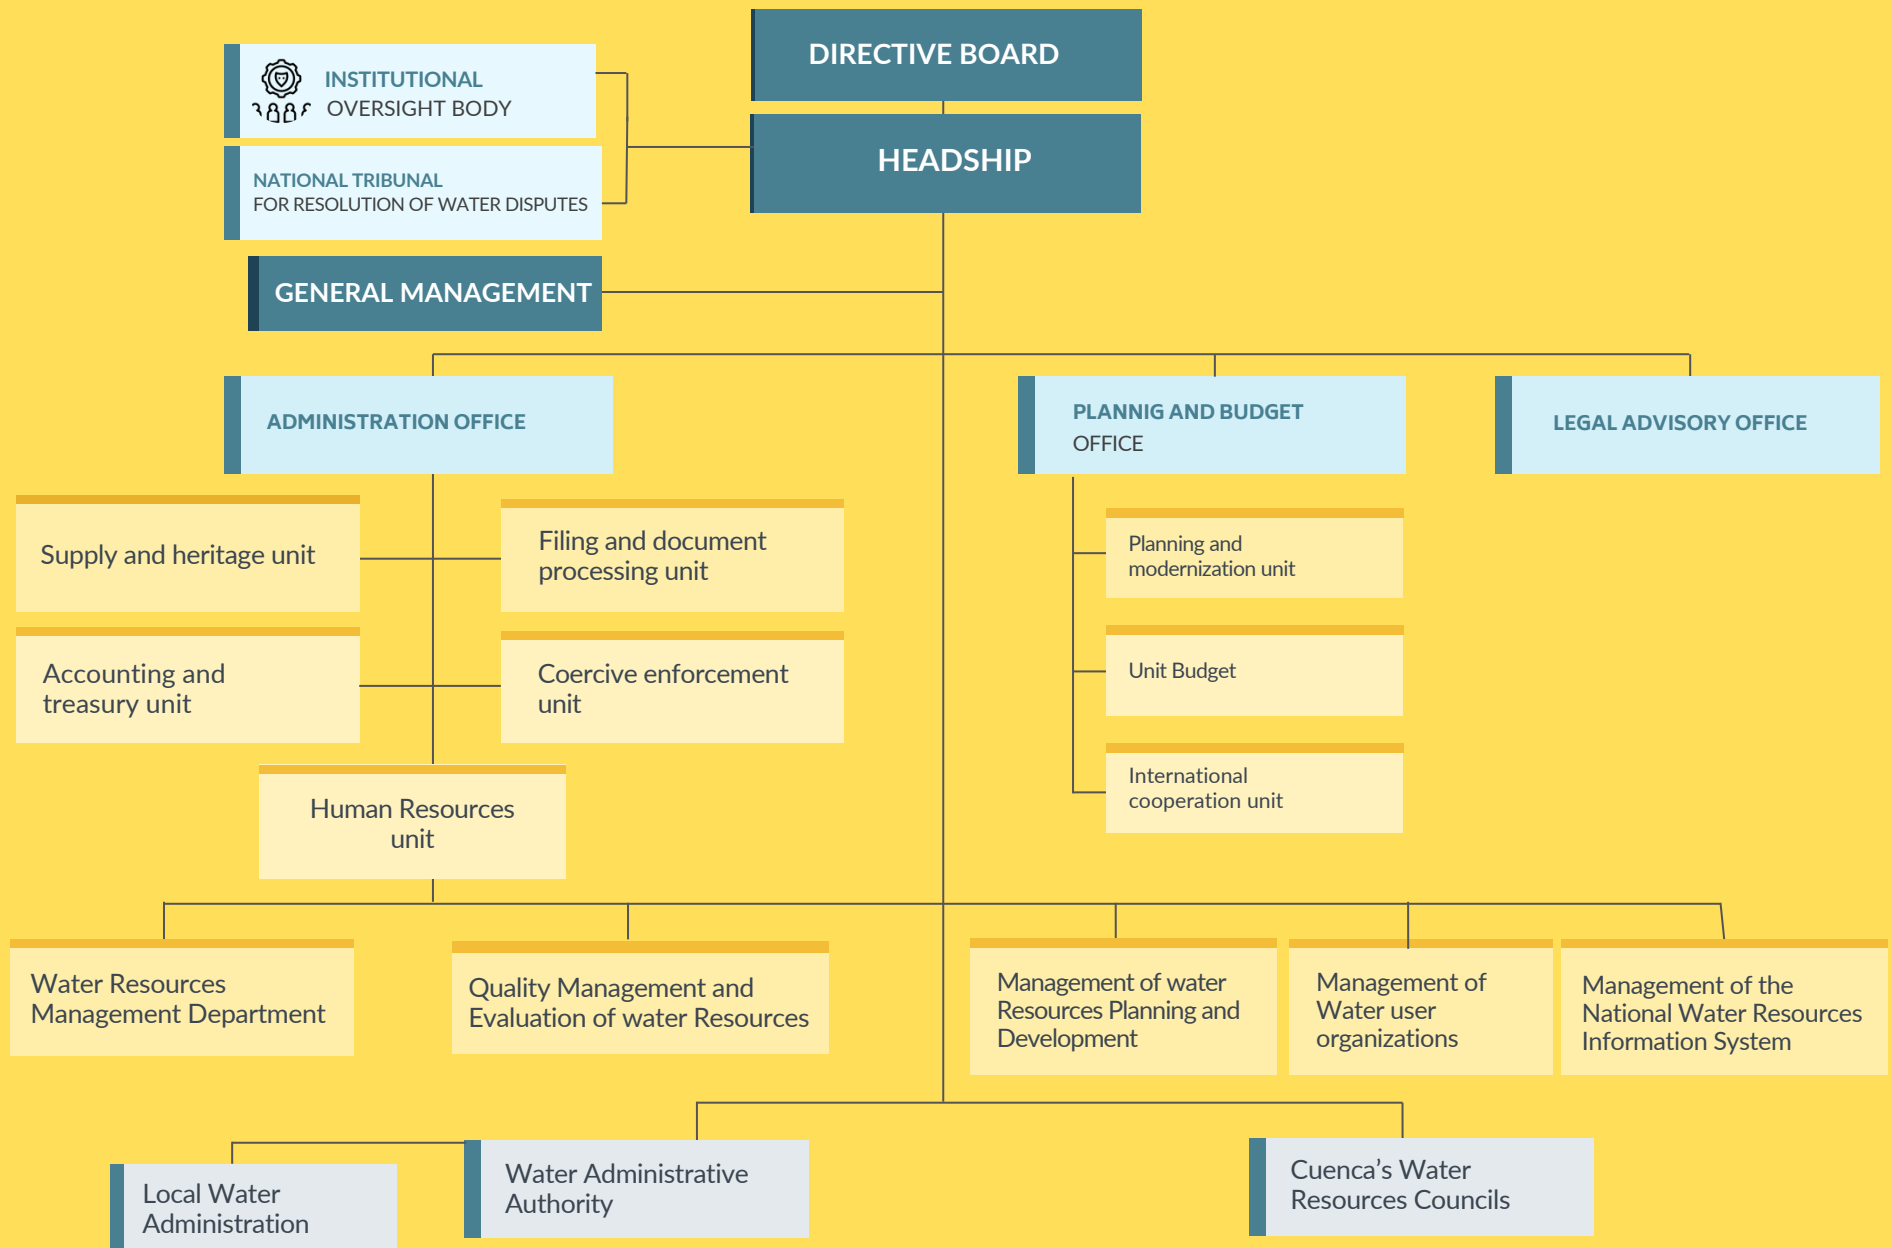 DIRECTIVE BOARD
INSTITUTIONAL
OVERSIGHT BODY
HEADSHIP
NATIONAL TRIBUNAL
FOR RESOLUTION OF WATER DISPUTES
GENERAL MANAGEMENT
ADMINISTRATION OFFICE
PLANNIG AND BUDGET
OFFICE
LEGAL ADVISORY OFFICE
Supply and heritage unit
Filing and document
processing unit
Accounting and
treasury unit
Coercive enforcement
unit
Human Resources
unit
Planning and
modernization unit
Unit Budget
International
cooperation unit
Water Resources
Management Department
Quality Management and
Evaluation of water Resources
Management of water
Resources Planning and
Development
Management of
Water user
organizations
Management of the
National Water Resources
Information System
Local Water
Administration
Water Administrative
Authority
Cuenca’s Water
Resources Councils